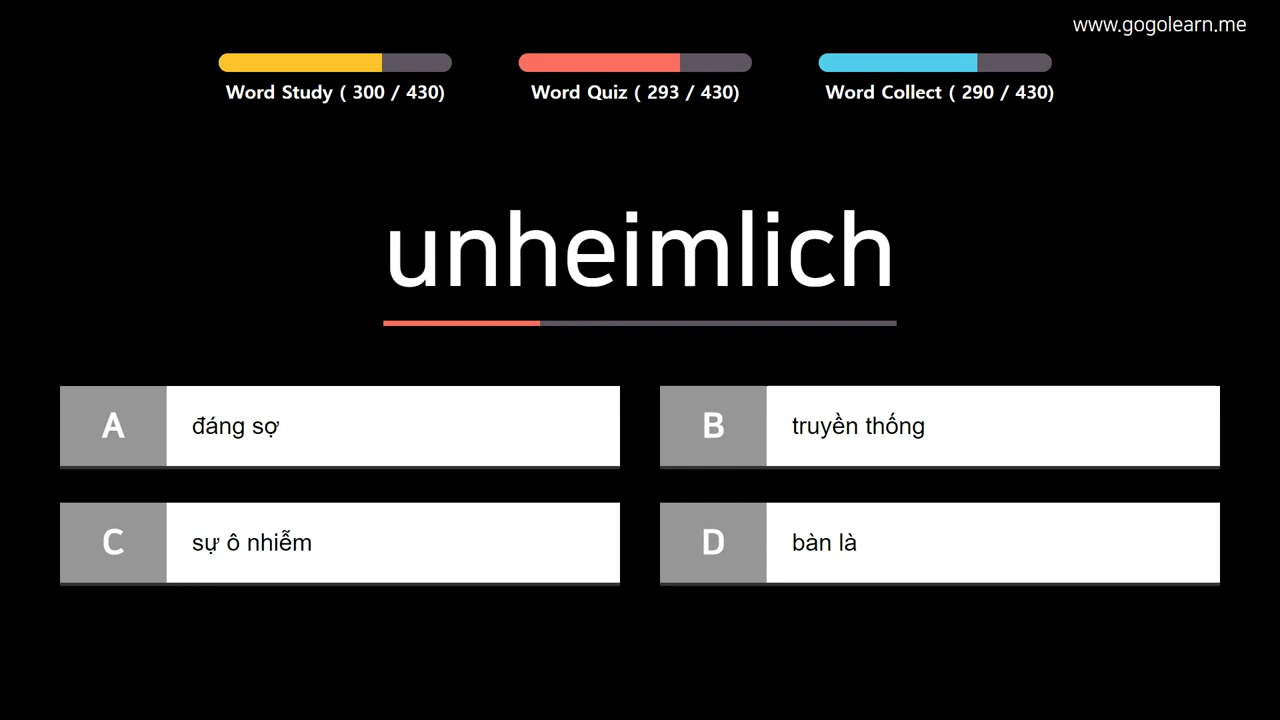 www.gogolearn.me
Word Study ( 300 / 430)
Word Quiz ( 293 / 430)
Word Collect ( 290 / 430)
unheimlich
A
đáng sợ
B
truyền thống
C
sự ô nhiễm
D
bàn là